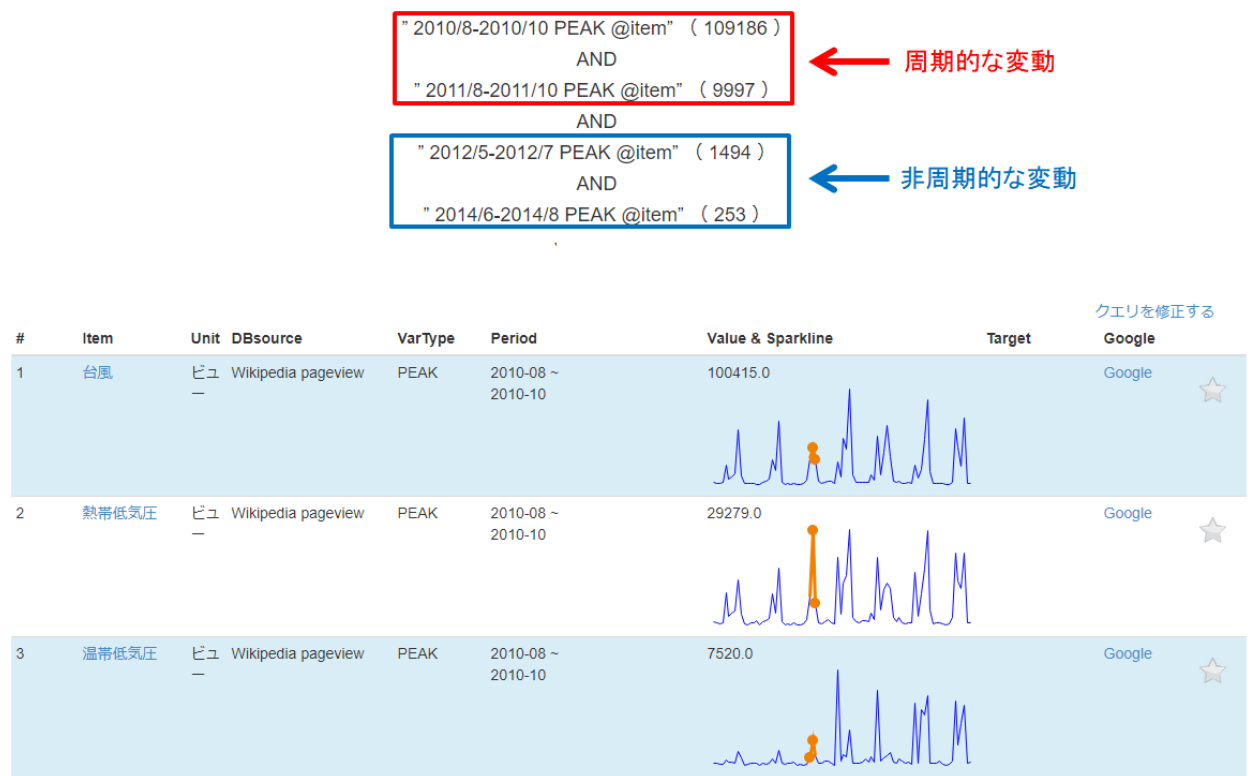 ” 2010/8-2010/10 PEAK @item” （ 109186 ）
AND
” 2011/8-2011/10 PEAK @item” （ 9997 ）
周期的な変動
AND
” 2012/5-2012/7 PEAK @item” （ 1494 ）
AND
” 2014/6-2014/8 PEAK @item” （ 253 ）
非周期的な変動
クエリを修正する
# Item Unit DBsource VarType Period Value & Sparkline Target Google
1 台風 ビュ Wikipedia pageview PEAK 2010-08 ~ 100415.0 Google
ー 2010-10
2 熱帯低気圧 ビュ Wikipedia pageview PEAK 2010-08 ~ 29279.0 Google
ー 2010-10
3 温帯低気圧 ビュ Wikipedia pageview PEAK 2010-08 ~ 7520.0 Google
ー 2010-10